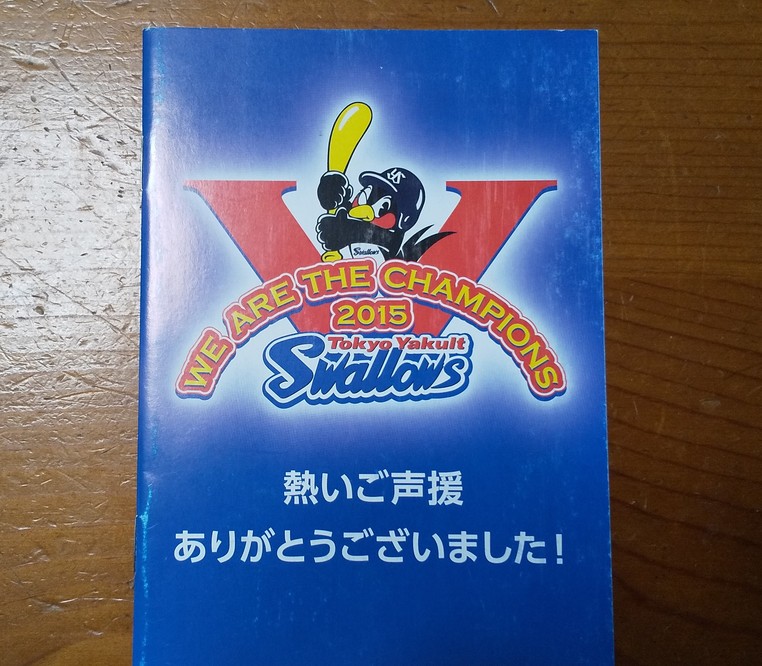 Swallows
WE ARE THE CHAMPIONS
2015
Tokyo Yakult
Swallows
熱いご声援
ありがとうございました!